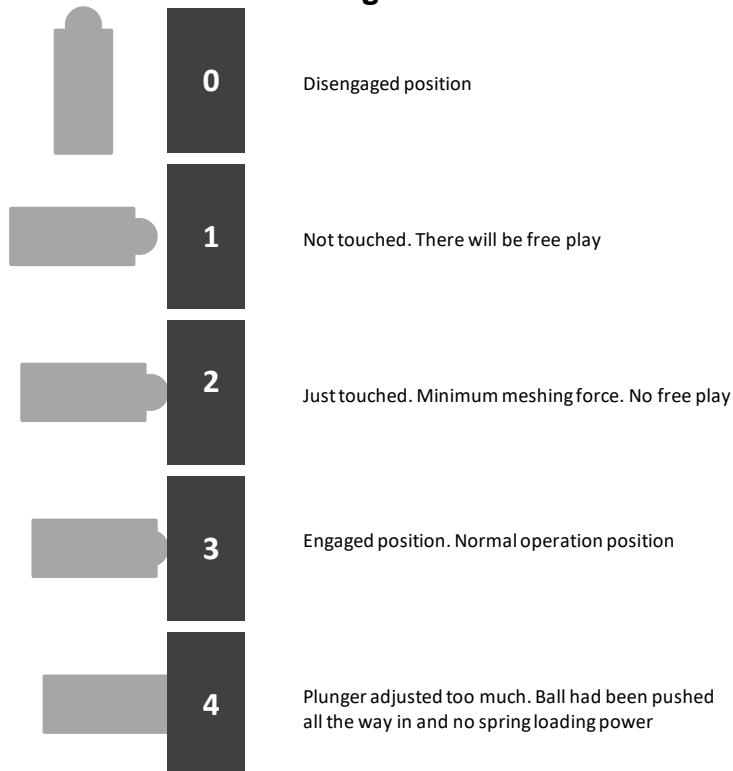 0
Disengaged position
1
Not touched. There will be free play
2
Just touched. Minimum meshing force. No free play
3
Engaged position. Normal operation position
4
Plunger adjusted too much. Ball had been pushed
all the way in and no spring loading power